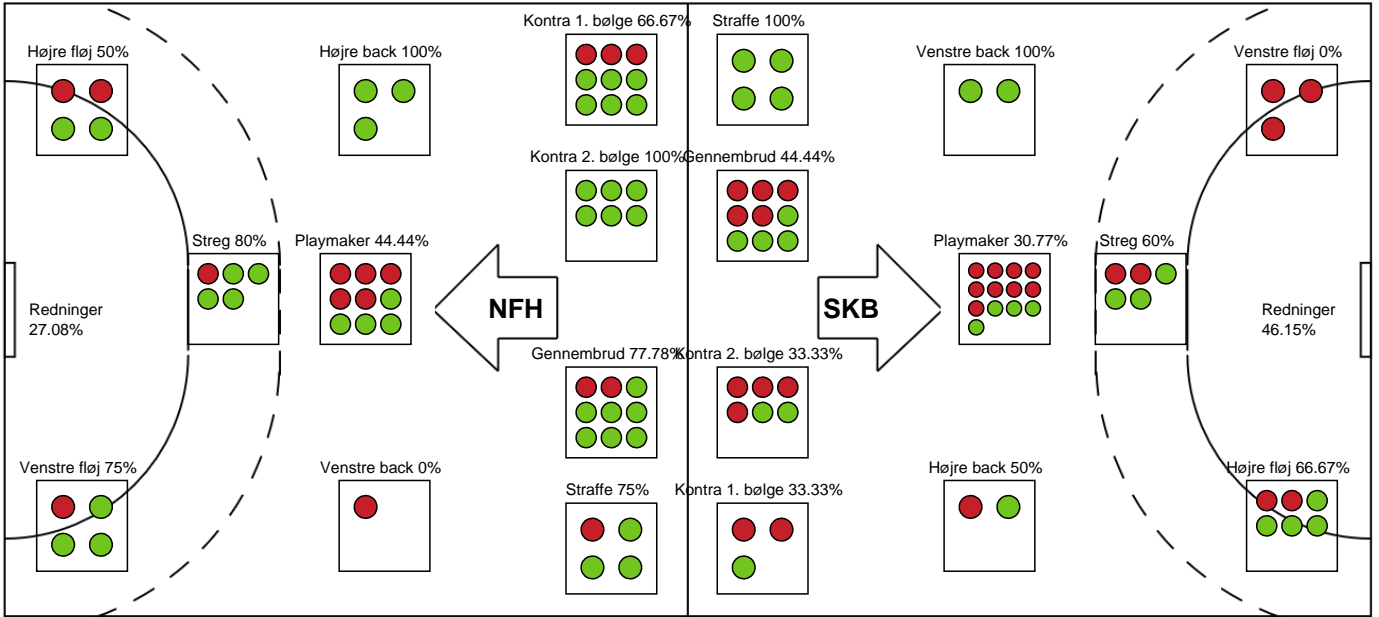 Kontra 1. bølge 66.67%
Straffe 100%
Højre fløj 50%
Højre back 100%
Venstre back 100%
Venstre fløj 0%
Kontra 2. bølge 100%
Gennembrud 44.44%
Streg 80%
Playmaker 44.44%
Playmaker 30.77%
Streg 60%
Redninger
27.08%
NFH
SKB
Redninger
46.15%
Gennembrud 77.78%
Kontra 2. bølge 33.33%
Venstre fløj 75%
Venstre back 0%
Straffe 75%
Kontra 1. bølge 33.33%
Højre back 50%
Højre fløj 66.67%